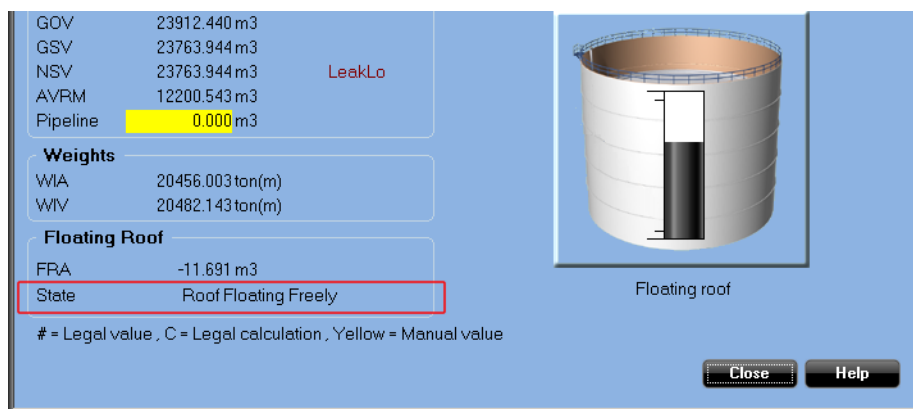 GOV 23912.440 m3
GSV 23763.944 m3
NSV 23763.944 m3 LeakLo
AVRM 12200.543 m3
Pipeline 0.000 m3
Weights
WIA 20456.003 ton(m)
WIV 20482.143 ton(m)
Floating Roof
FRA -11.691 m3
State Roof Floating Freely
Floating roof
# = Legal value , C = Legal calculation , Yellow = Manual value
Close Help